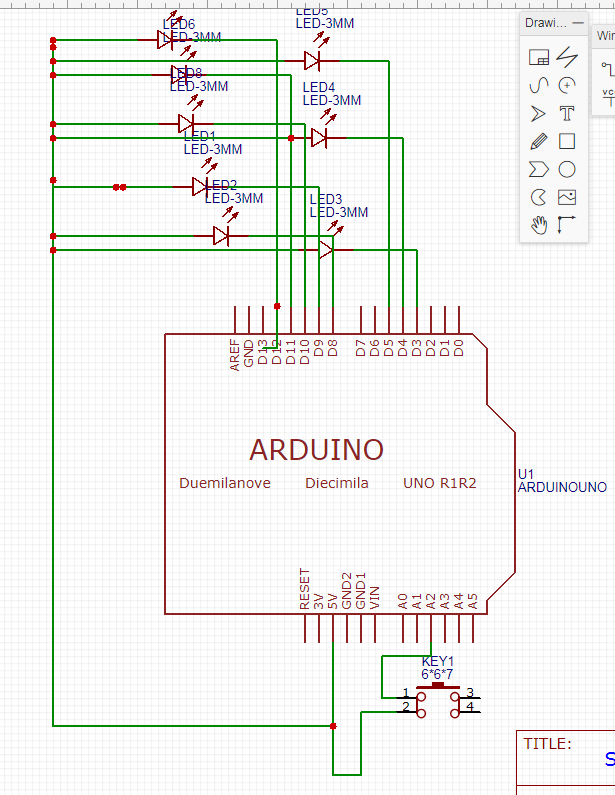 LED5
LED-3MM
LED6
LED-3MM
Drawi...
LED8
LED-3MM
LED4
LED-3MM
LED1
LED-3MM
LED2
LED-3MM
LED3
LED-3MM
AREF
GND
D13
D12
D11
D10
D9
D8
D7
D6
D5
D4
D3
D2
D1
D0
ARDUINO
Duemilanove Diecimila UNO R1R2
U1
ARDUINOUNO
RESET
3V
5V
GND2
GND1
VIN
A0
A1
A2
A3
A4
A5
KEY1
6*6*7
1 3
2 4
TITLE: